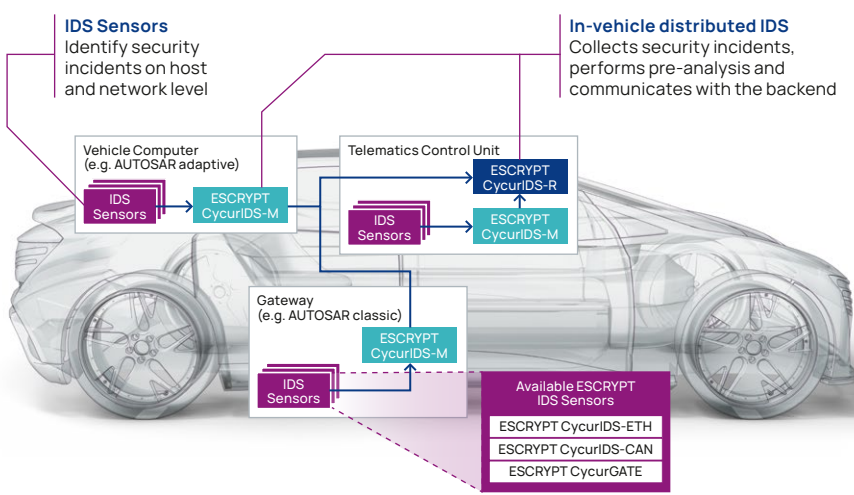 IDS Sensors
Identify security
incidents on host
and network level
In-vehicle distributed IDS
Collects security incidents,
performs pre-analysis and
communicates with the backend
Vehicle Computer
(e.g. AUTOSAR adaptive)
IDS
Sensors
ESCRYPT
CycurIDS-M
Telematics Control Unit
ESCRYPT
CycurIDS-R
IDS
Sensors
ESCRYPT
CycurIDS-M
Gateway
(e.g. AUTOSAR classic)
ESCRYPT
CycurIDS-M
IDS
Sensors
Available ESCRYPT
IDS Sensors
ESCRYPT CycurIDS-ETH
ESCRYPT CycurIDS-CAN
ESCRYPT CycurGATE